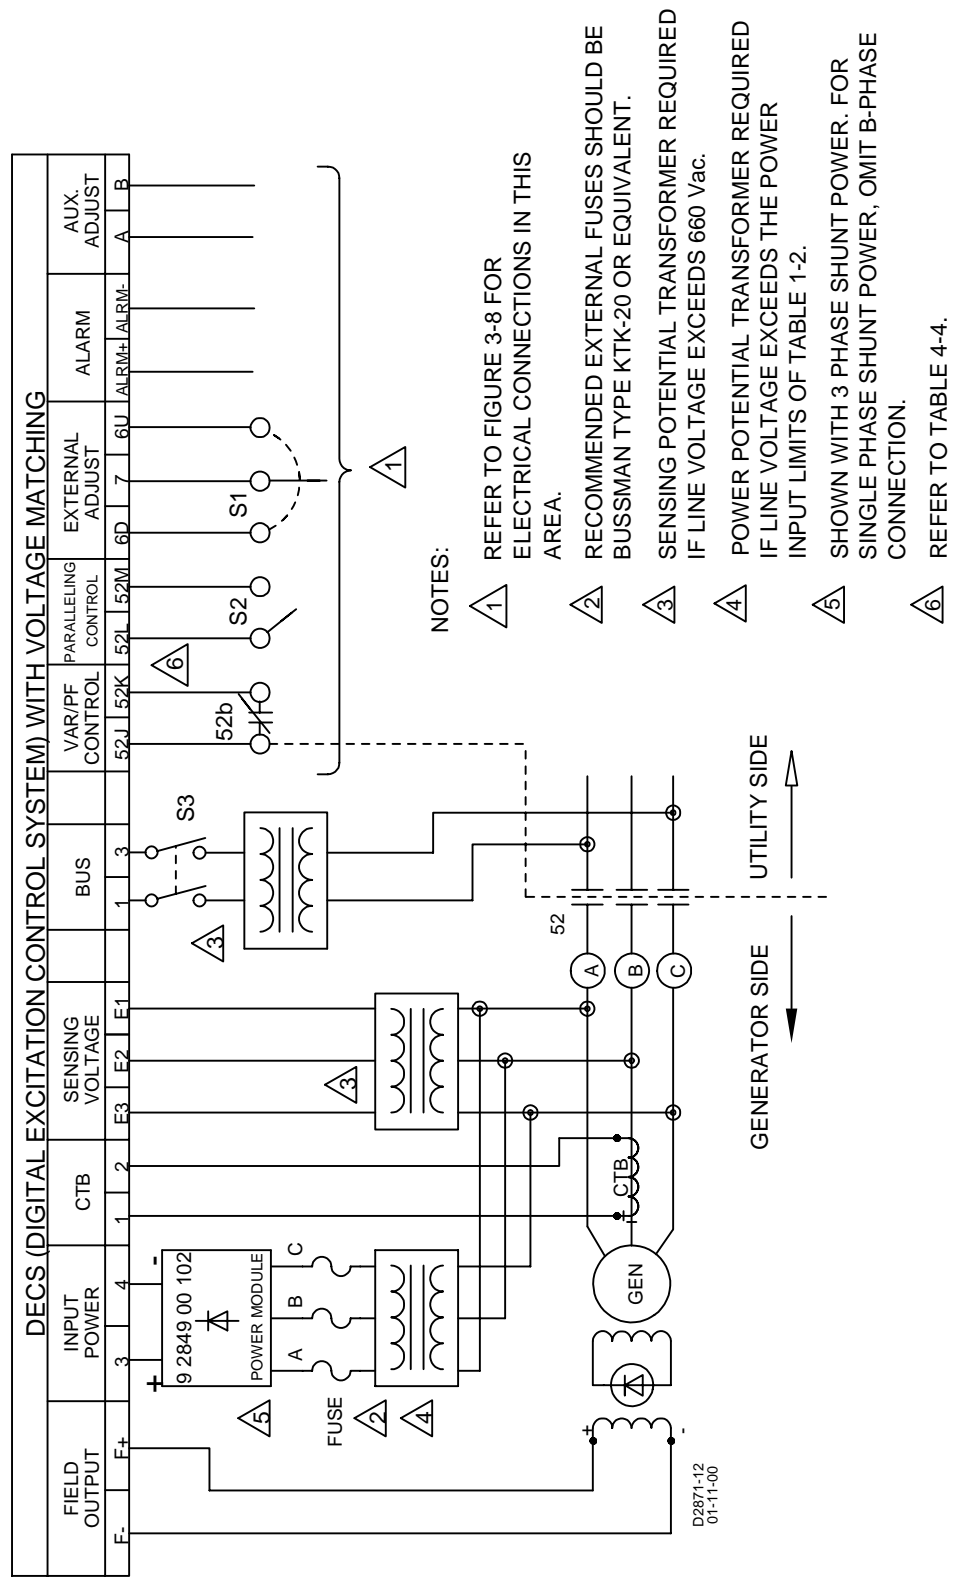 DECS (DIGITAL EXCITATION CONTROL SYSTEM) WITH VOLTAGE MATCHING
FIELD
OUTPUT
INPUT
POWER
CTB
SENSING
VOLTAGE
BUS
VAR/PF
CONTROL
PARALLELING
CONTROL
EXTERNAL
ADJUST
ALARM
AUX.
ADJUST
F- F+ 3 4 1 2 E3 E2 E1 1 3 52J 52K 52L 52M 6D 7 6U ALRM+ ALRM- A B
+ -
9 2849 00 102
POWER MODULE
5
A B C
FUSE
2
4
3
3
S3
6
52b
S2
S1
1
+
-
GEN
CTB
+
A
B
C
52
GENERATOR SIDE
UTILITY SIDE
D2871-12
01-11-00
NOTES:
1 REFER TO FIGURE 3-8 FOR
ELECTRICAL CONNECTIONS IN THIS
AREA.
2 RECOMMENDED EXTERNAL FUSES SHOULD BE
BUSSMAN TYPE KTK-20 OR EQUIVALENT.
3 SENSING POTENTIAL TRANSFORMER REQUIRED
IF LINE VOLTAGE EXCEEDS 660 Vac.
4 POWER POTENTIAL TRANSFORMER REQUIRED
IF LINE VOLTAGE EXCEEDS THE POWER
INPUT LIMITS OF TABLE 1-2.
5 SHOWN WITH 3 PHASE SHUNT POWER. FOR
SINGLE PHASE SHUNT POWER, OMIT B-PHASE
CONNECTION.
6 REFER TO TABLE 4-4.